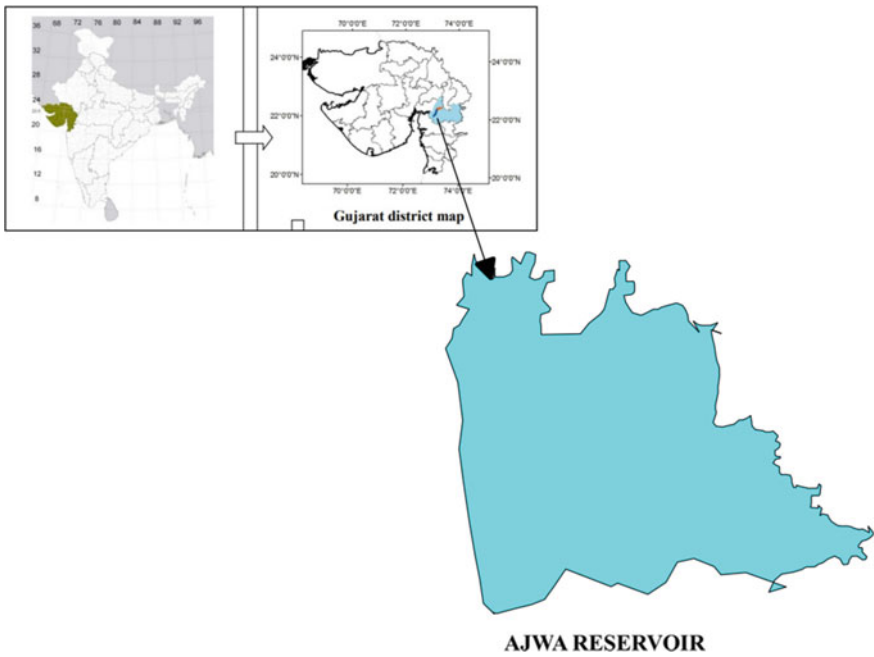 36 68 72 76 80 84 88 92 96
32
28
24
20
16
12
8
70°0'0"E 72°0'0"E 74°0'0"E
24°0'0"N 24°0'0"N
22°0'0"N 22°0'0"N
20°0'0"N 20°0'0"N
70°0'0"E 72°0'0"E 74°0'0"E
Gujarat district map
AJWA RESERVOIR